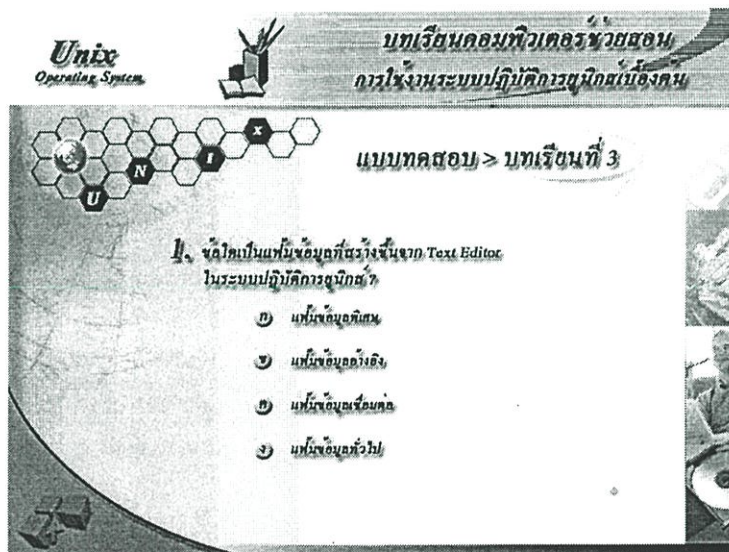 Unix
Operating System
บทเรียนคอมพิวเตอร์ช่วยสอน
การใช้งานระบบปฏิบัติการยูนิกส์เบื้องต้น
U N I X
แบบทดสอบ > บทเรียนที่ 3
1. ข้อใดเป็นแฟ้มข้อมูลที่สร้างขึ้นจาก Text Editor
ในระบบปฏิบัติการยูนิกส์ ?
ก แฟ้มข้อมูลพิเศษ
ข แฟ้มข้อมูลอ้างอิง
ค แฟ้มข้อมูลเชื่อมต่อ
ง แฟ้มข้อมูลทั่วไป